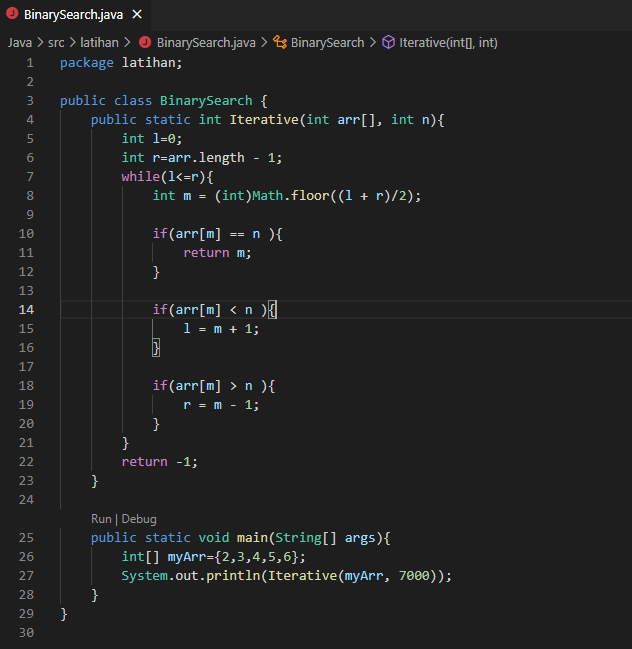 BinarySearch.java
Java > src > latihan > BinarySearch.java > BinarySearch > Iterative(int[], int)
1 package latihan;
2
3 public class BinarySearch {
4 public static int Iterative(int arr[], int n){
5 int l=0;
6 int r=arr.length - 1;
7 while(l<=r){
8 int m = (int)Math.floor((l + r)/2);
9
10 if(arr[m] == n ){
11 return m;
12 }
13
14 if(arr[m] < n ){
15 l = m + 1;
16 }
17
18 if(arr[m] > n ){
19 r = m - 1;
20 }
21 }
22 return -1;
23 }
24
Run | Debug
25 public static void main(String[] args){
26 int[] myArr={2,3,4,5,6};
27 System.out.println(Iterative(myArr, 7000));
28 }
29 }
30